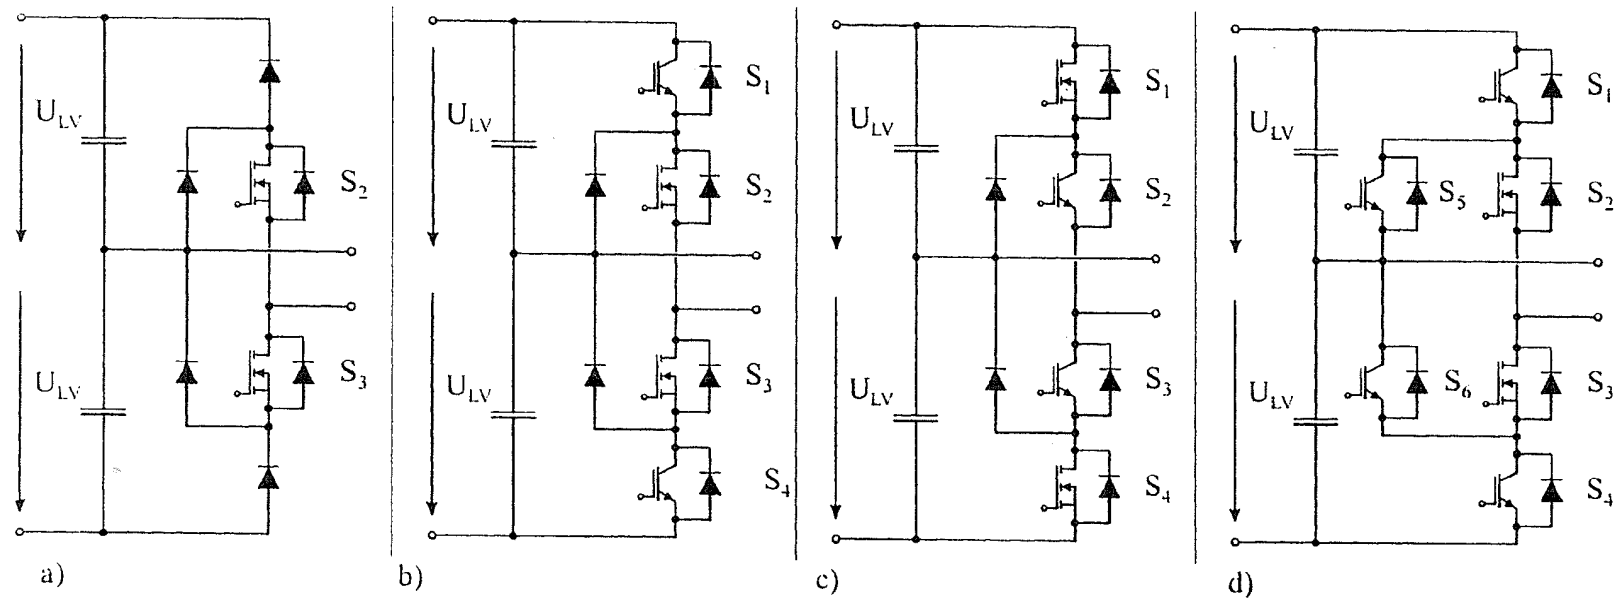 U_LV
S_2
U_LV
S_3
a)
U_LV
S_1
S_2
U_LV
S_3
S_4
b)
U_LV
S_1
S_2
U_LV
S_3
S_4
c)
U_LV
S_1
S_5
S_2
U_LV
S_6
S_3
S_4
d)